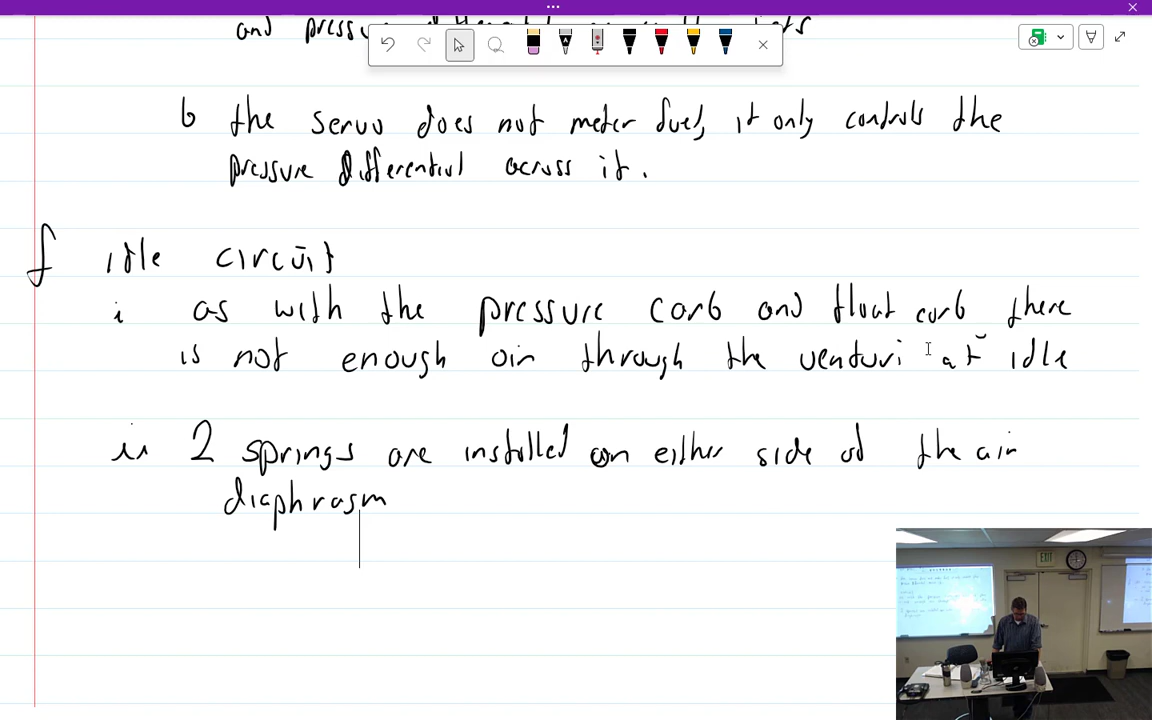 and
b the servo does not meter fuel, it only controls the
pressure differential across it.
f idle circuit
i as with the pressure carb and float carb there
is not enough air through the venturi at idle
ii 2 springs are installed on either side of the air
diaphragm
EXIT